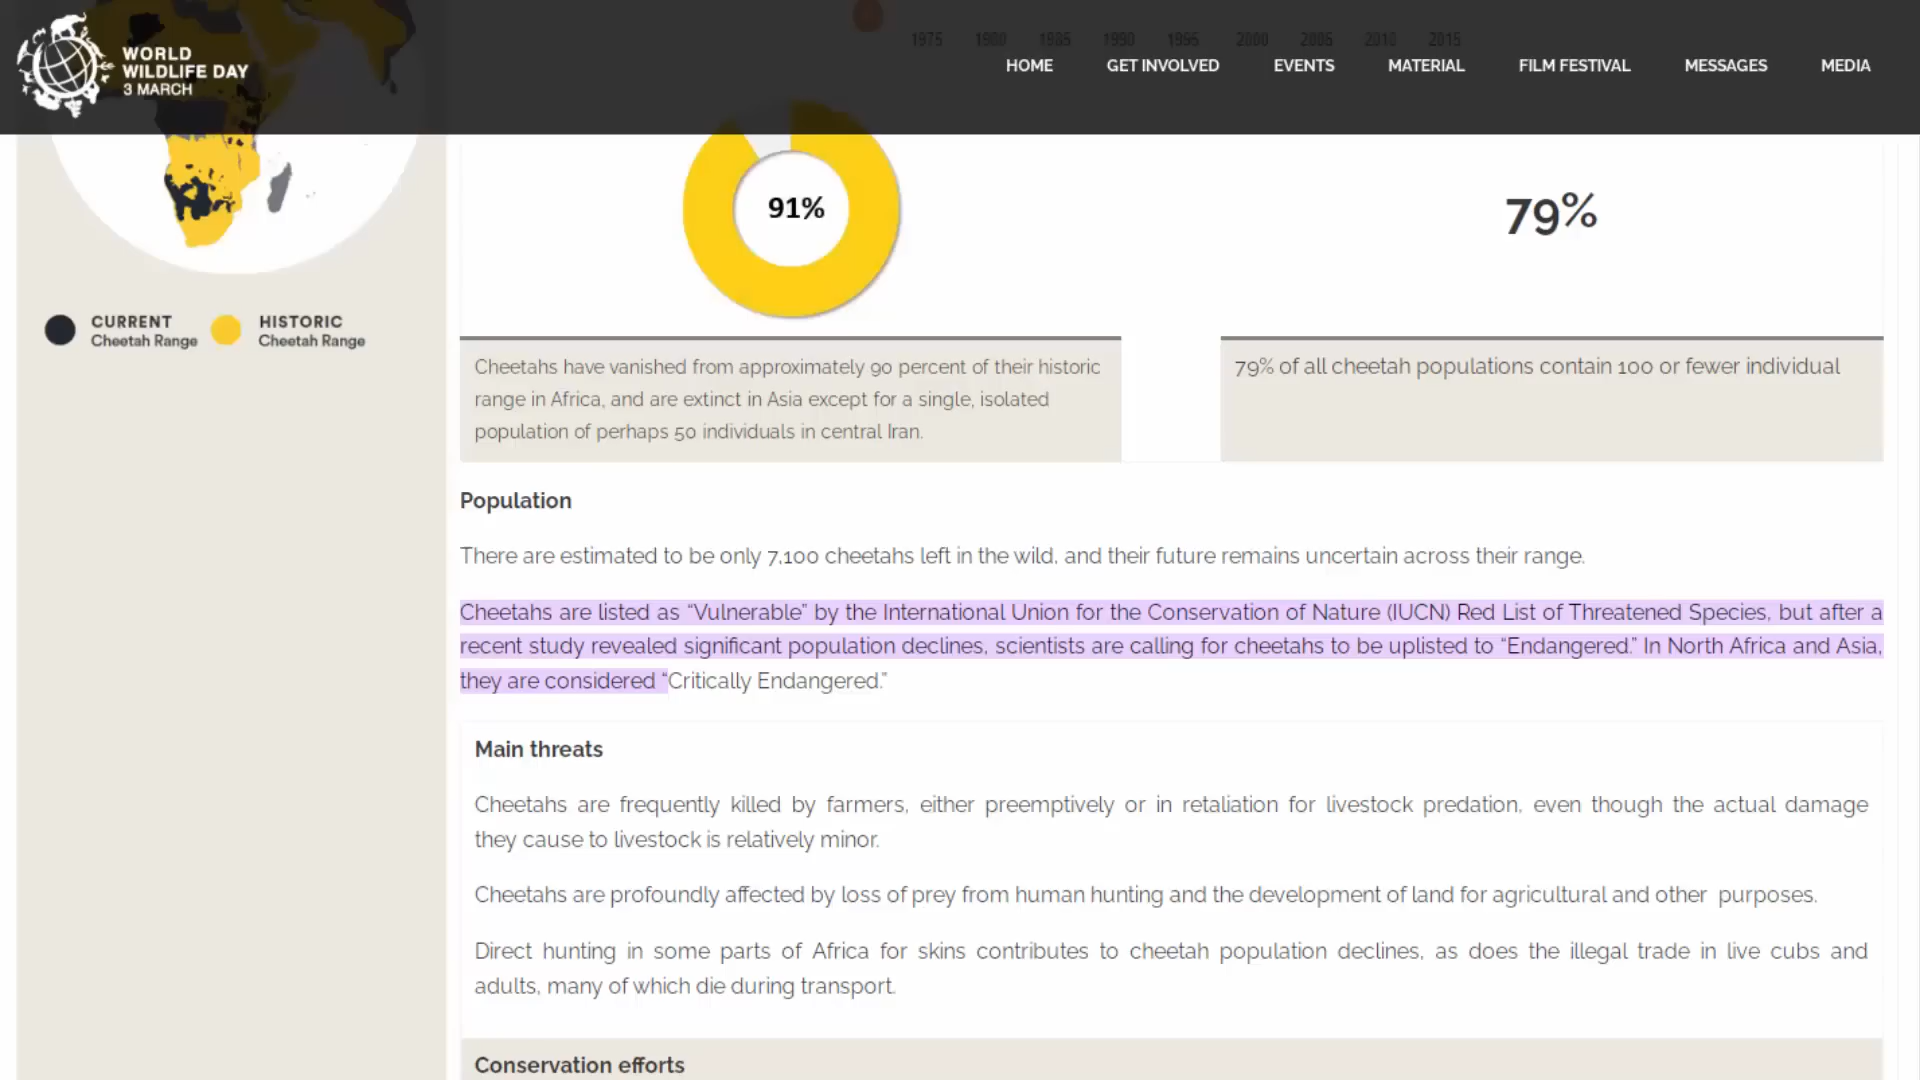 WORLD
WILDLIFE DAY
3 MARCH
1975 1980 1985 1990 1995 2000 2005 2010 2015
HOME GET INVOLVED EVENTS MATERIAL FILM FESTIVAL MESSAGES MEDIA
91%
79%
CURRENT
Cheetah Range
HISTORIC
Cheetah Range
Cheetahs have vanished from approximately 90 percent of their historic
range in Africa, and are extinct in Asia except for a single, isolated
population of perhaps 50 individuals in central Iran.
79% of all cheetah populations contain 100 or fewer individual
Population
There are estimated to be only 7,100 cheetahs left in the wild, and their future remains uncertain across their range.
Cheetahs are listed as “Vulnerable” by the International Union for the Conservation of Nature (IUCN) Red List of Threatened Species, but after a
recent study revealed significant population declines, scientists are calling for cheetahs to be uplisted to “Endangered.” In North Africa and Asia,
they are considered “Critically Endangered.”
Main threats
Cheetahs are frequently killed by farmers, either preemptively or in retaliation for livestock predation, even though the actual damage
they cause to livestock is relatively minor.
Cheetahs are profoundly affected by loss of prey from human hunting and the development of land for agricultural and other purposes.
Direct hunting in some parts of Africa for skins contributes to cheetah population declines, as does the illegal trade in live cubs and
adults, many of which die during transport.
Conservation efforts